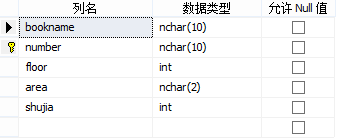 列名 数据类型 允许 Null 值
bookname nchar(10)
number nchar(10)
floor int
area nchar(2)
shujia int